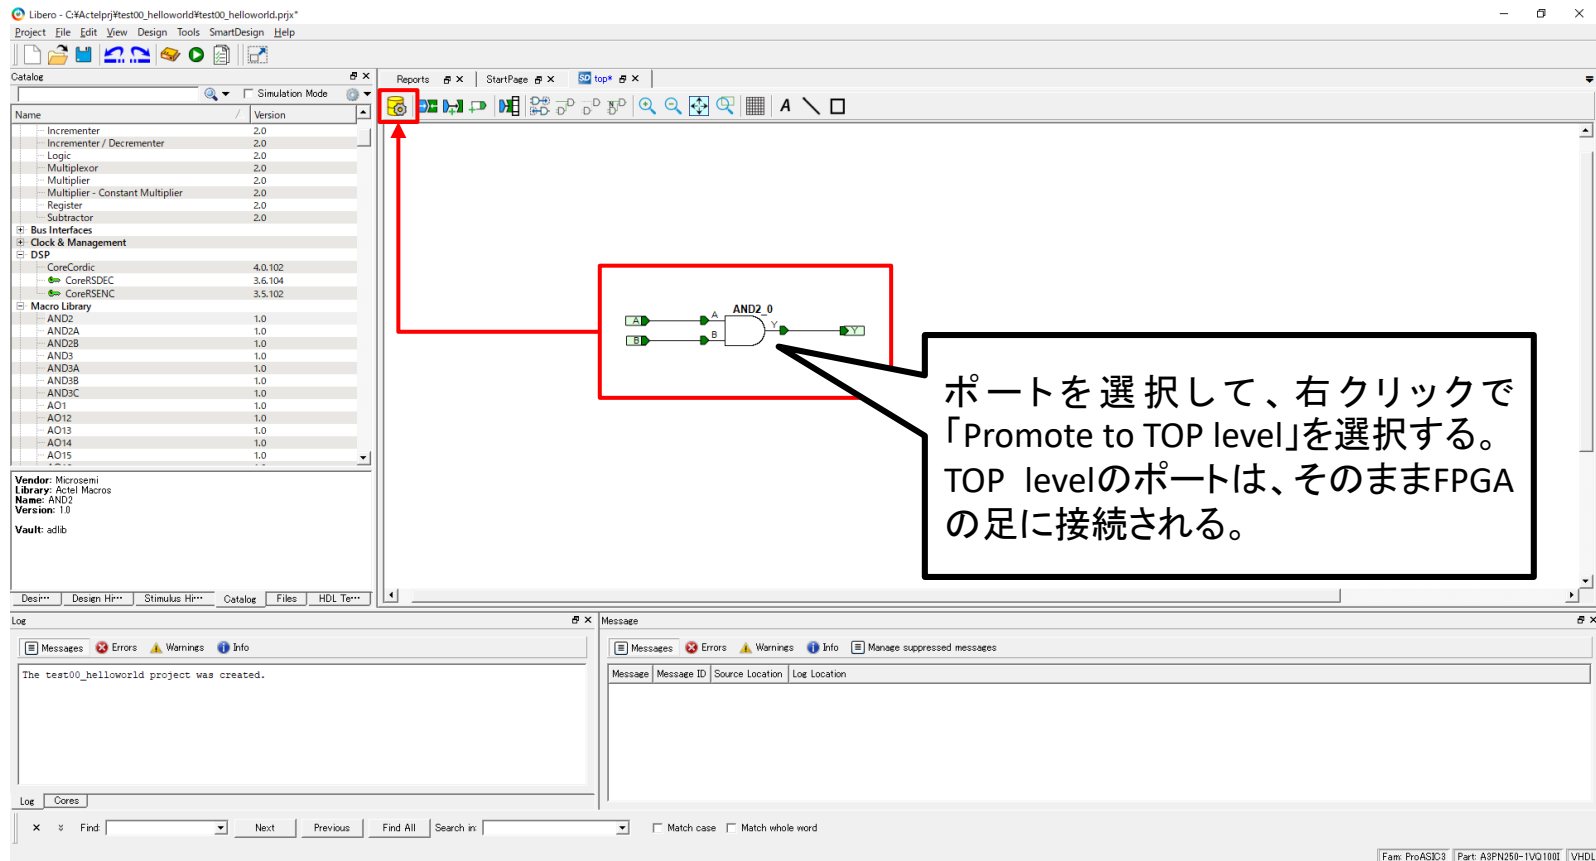 Libero - C:¥Actelprj¥test00_helloworld¥test00_helloworld.prjx*
Project File Edit View Design Tools SmartDesign Help
Catalog
Reports StartPage SD top*
Simulation Mode
Name Version
Incrementer 2.0
Incrementer / Decrementer 2.0
Logic 2.0
Multiplexor 2.0
Multiplier 2.0
Multiplier - Constant Multiplier 2.0
Register 2.0
Subtractor 2.0
Bus Interfaces
Clock & Management
DSP
CoreCordic 4.0.102
CoreRSDEC 3.6.104
CoreRSENC 3.5.102
Macro Library
AND2 1.0
AND2A 1.0
AND2B 1.0
AND3 1.0
AND3A 1.0
AND3B 1.0
AND3C 1.0
AO1 1.0
AO12 1.0
AO13 1.0
AO14 1.0
AO15 1.0
Vendor: Microsemi
Library: Actel Macros
Name: AND2
Version: 1.0
Vault: adlib
Desi… Design Hi… Stimulus Hi… Catalog Files HDL Te…
AND2_0
A A Y Y
B B
ポートを選択して、右クリックで
「Promote to TOP level」を選択する。
TOP levelのポートは、そのままFPGA
の足に接続される。
Log
Messages Errors Warnings Info
The test00_helloworld project was created.
Log Cores
Message
Messages Errors Warnings Info Manage suppressed messages
Message Message ID Source Location Log Location
Find: Next Previous Find All Search in: Match case Match whole word
Fam: ProASIC3 Part: A3PN250-1VQ100I VHDL